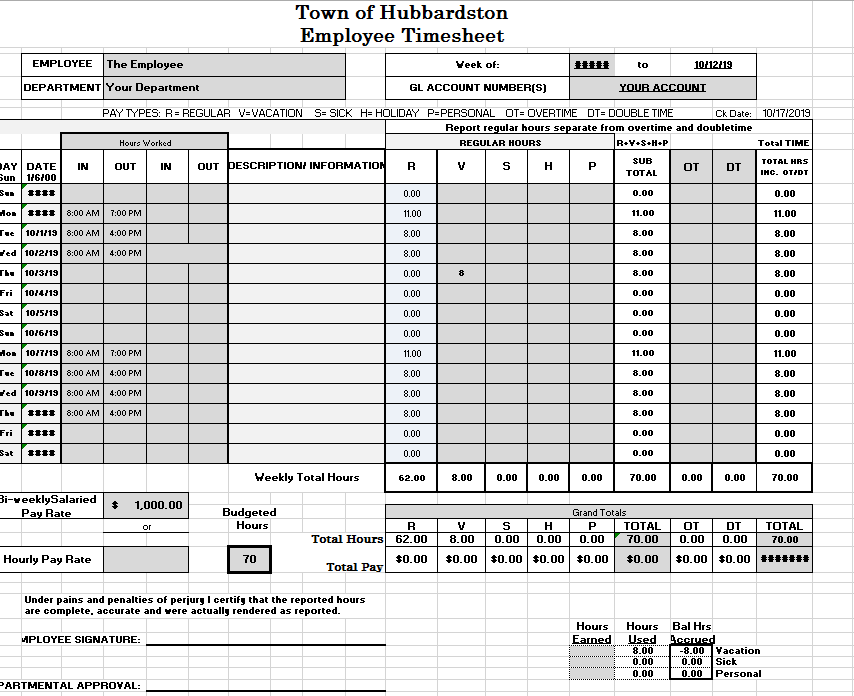 Town of Hubbardston
Employee Timesheet
EMPLOYEE The Employee Week of: ##### to 10/12/19
DEPARTMENT Your Department GL ACCOUNT NUMBER(S) YOUR ACCOUNT
PAY TYPES: R = REGULAR V=VACATION S= SICK H= HOLIDAY P=PERSONAL OT= OVERTIME DT= DOUBLE TIME Ck Date: 10/17/2019
Report regular hours separate from overtime and doubletime
Hours Worked REGULAR HOURS R+V+S+H+P Total TIME
AY DATE IN OUT IN OUT DESCRIPTION/ INFORMATION R V S H P SUB TOTAL OT DT TOTAL HRS INC. OT/DT
Sun 1/6/00
Sun #### 0.00 0.00 0.00
Mon #### 8:00 AM 7:00 PM 11.00 11.00 11.00
Tue 10/1/19 8:00 AM 4:00 PM 8.00 8.00 8.00
Wed 10/2/19 8:00 AM 4:00 PM 8.00 8.00 8.00
Thu 10/3/19 8.00 8 8.00 8.00
Fri 10/4/19 0.00 0.00 0.00
Sat 10/5/19 0.00 0.00 0.00
Sun 10/6/19 0.00 0.00 0.00
Mon 10/7/19 8:00 AM 7:00 PM 11.00 11.00 11.00
Tue 10/8/19 8:00 AM 4:00 PM 8.00 8.00 8.00
Wed 10/9/19 8:00 AM 4:00 PM 8.00 8.00 8.00
Thu #### 8:00 AM 4:00 PM 8.00 8.00 8.00
Fri #### 0.00 0.00 0.00
Sat #### 0.00 0.00 0.00
Weekly Total Hours 62.00 8.00 0.00 0.00 0.00 70.00 0.00 0.00 70.00
Bi-weeklySalaried Pay Rate $ 1,000.00
or
Hourly Pay Rate
Budgeted
Hours
70
Grand Totals
R V S H P TOTAL OT DT TOTAL
Total Hours 62.00 8.00 0.00 0.00 0.00 70.00 0.00 0.00 70.00
Total Pay $0.00 $0.00 $0.00 $0.00 $0.00 $0.00 $0.00 $0.00 #######
Under pains and penalties of perjury I certify that the reported hours
are complete, accurate and were actually rendered as reported.
MPLOYEE SIGNATURE:
PARTMENTAL APPROVAL:
Hours Hours Bal Hrs
Earned Used Accrued
8.00 -8.00 Vacation
0.00 0.00 Sick
0.00 0.00 Personal